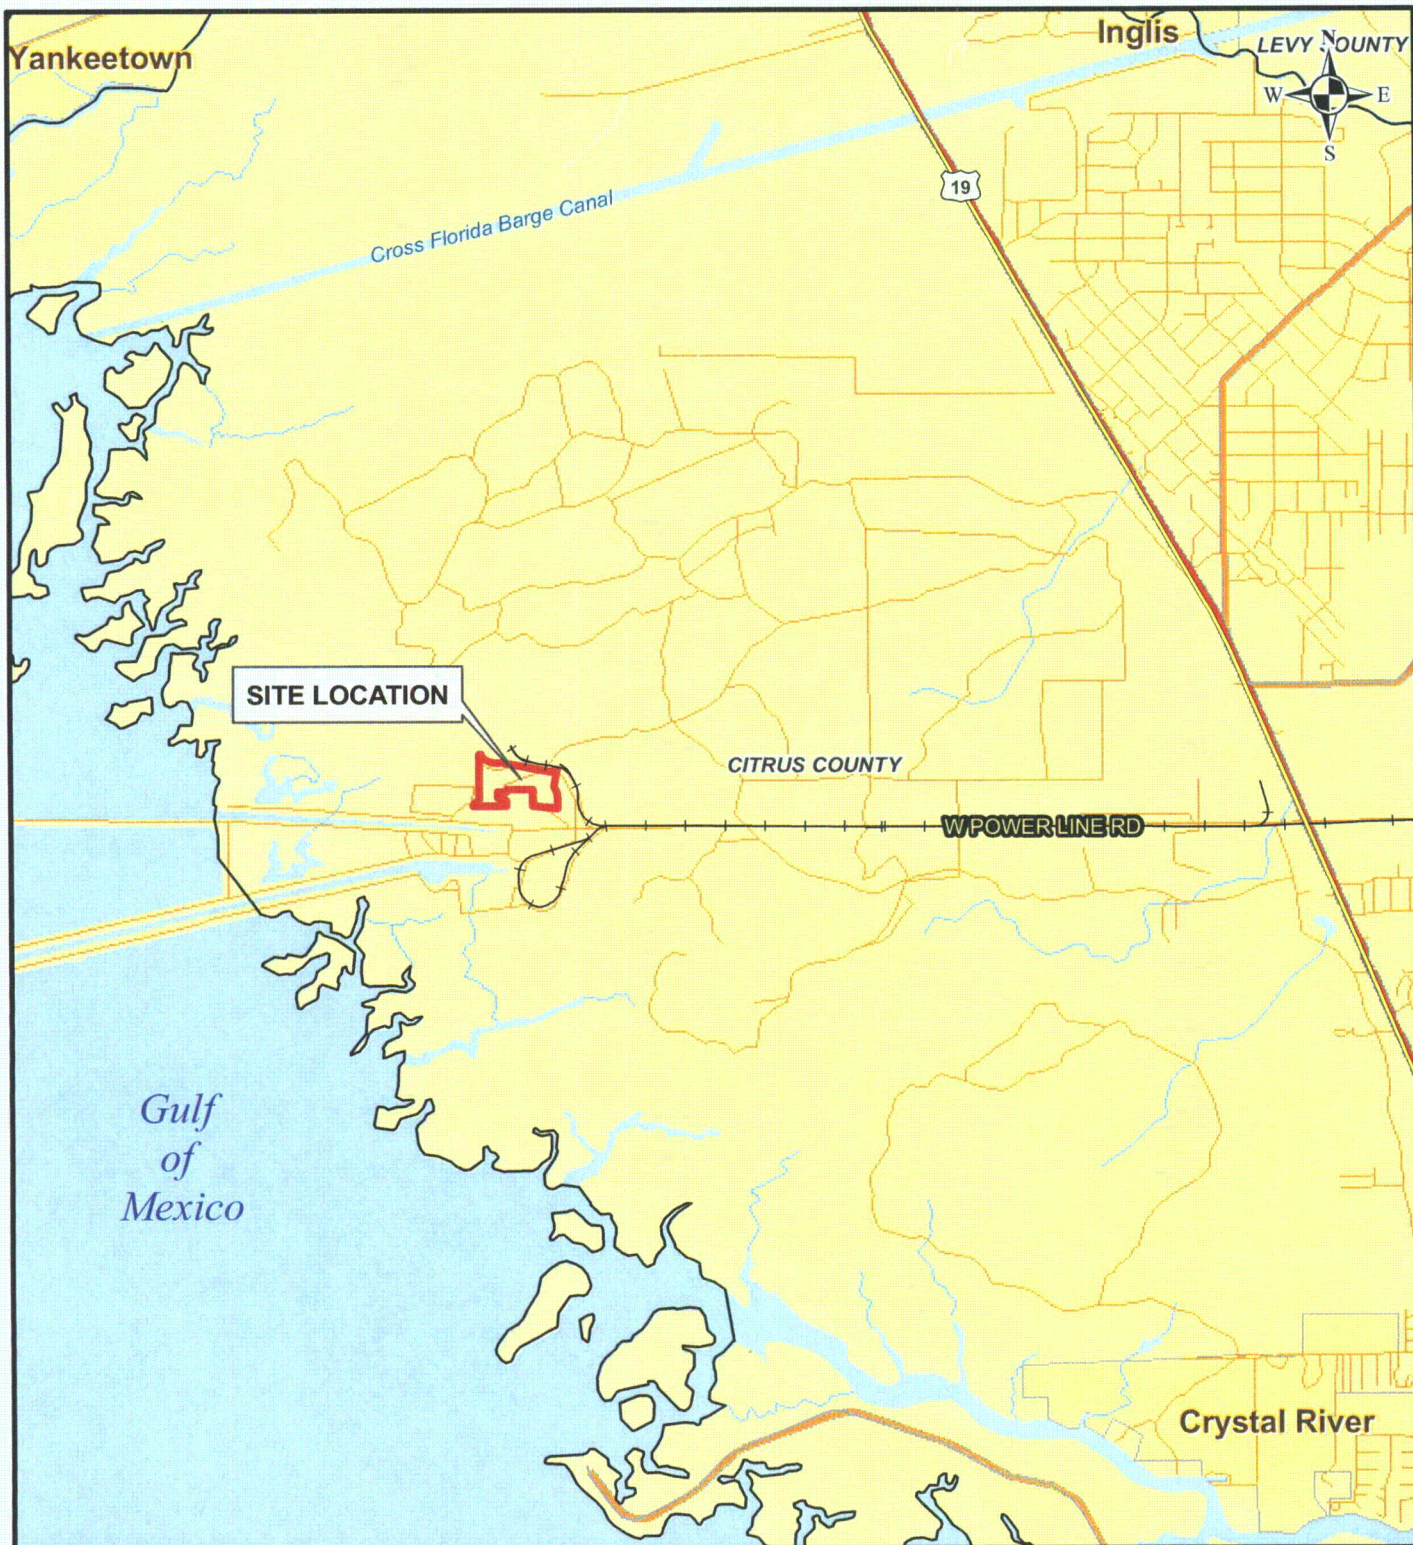 Yankeetown
Inglis
LEVY COUNTY
N
W
E
S
19
Cross Florida Barge Canal
SITE LOCATION
CITRUS COUNTY
W POWER LINE RD
Gulf
of
Mexico
Crystal River